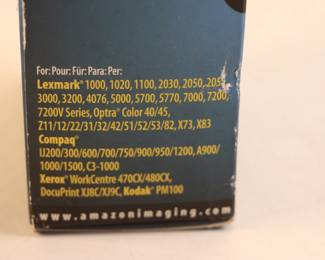 For: Pour: Für: Para: Per:
Lexmark® 1000, 1020, 1100, 2030, 2050, 2055
3000, 3200, 4076, 5000, 5700, 5770, 7000, 7200,
7200V Series, Optra® Color 40/45,
Z11/12/22/31/32/42/51/52/53/82, X73, X83
Compaq®
IJ200/300/600/700/750/900/950/1200, A900/
1000/1500, C3-1000
Xerox® WorkCentre 470CX/480CX,
DocuPrint XJ8C/XJ9C, Kodak® PM100
www.amazonimaging.com